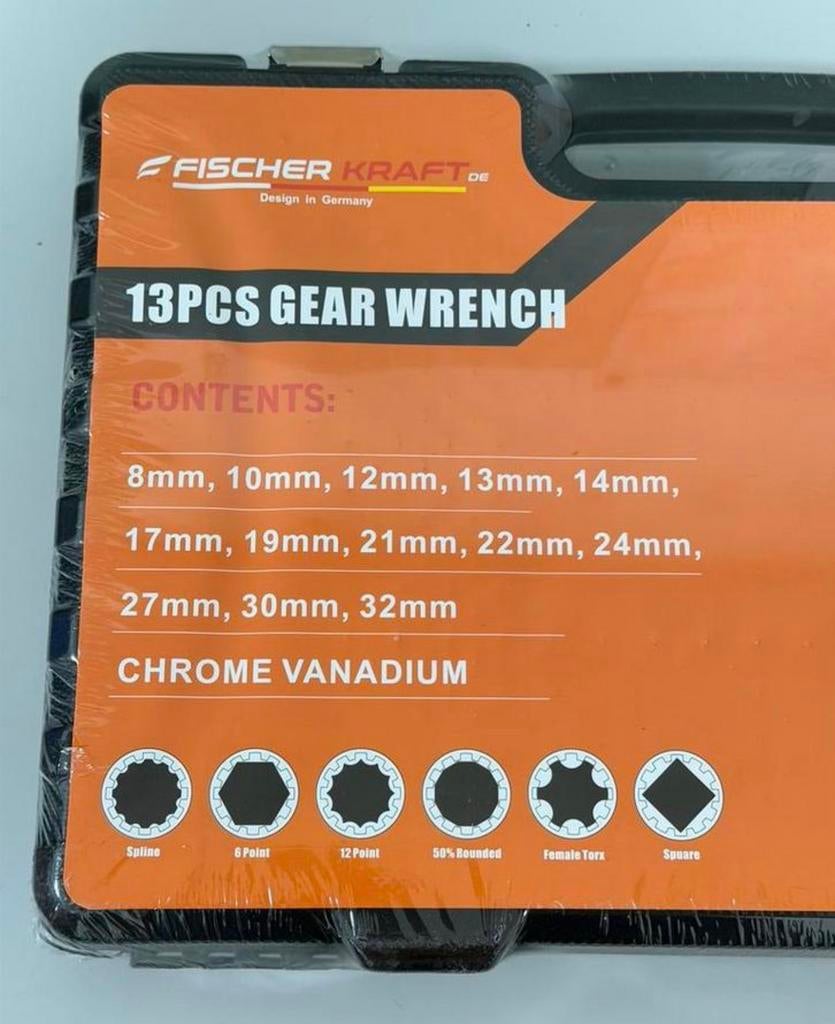 FISCHER KRAFT DE
Design in Germany
13PCS GEAR WRENCH
CONTENTS:
8mm, 10mm, 12mm, 13mm, 14mm,
17mm, 19mm, 21mm, 22mm, 24mm,
27mm, 30mm, 32mm
CHROME VANADIUM
Spline 6 Point 12 Point 50% Rounded Female Torx Spuare